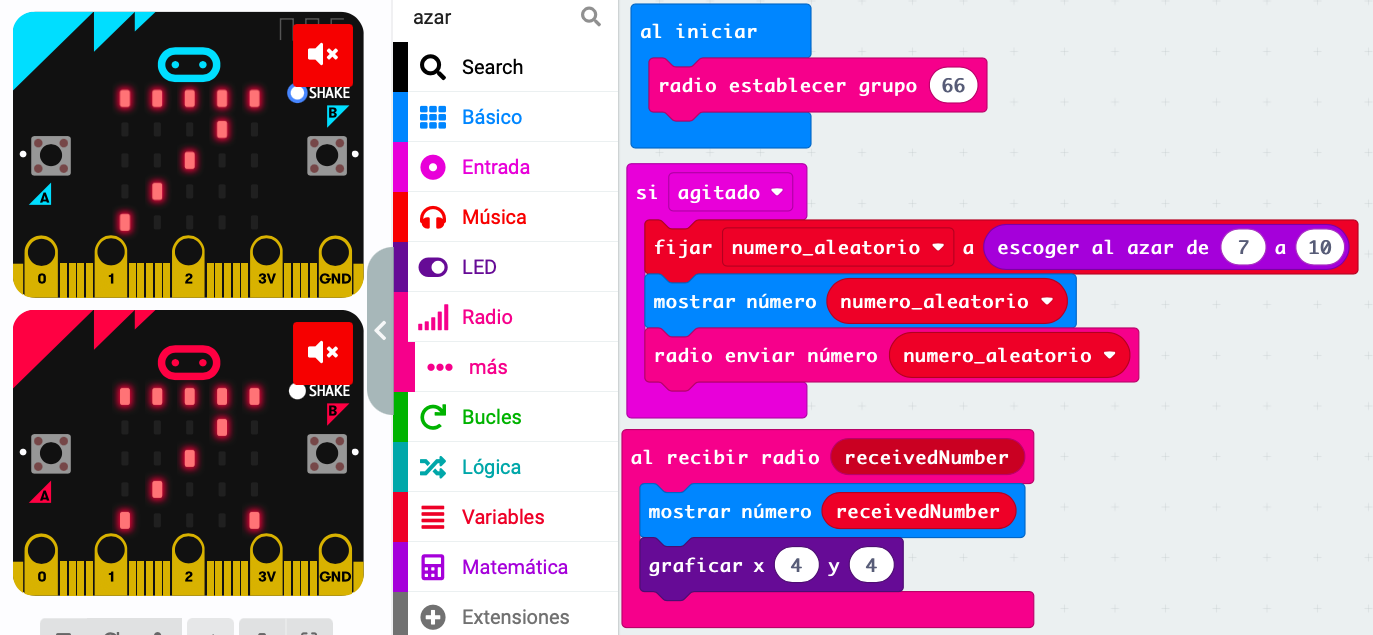 SHAKE
B
A
0 1 2 3V GND
SHAKE
B
A
0 1 2 3V GND
azar
Search
Básico
Entrada
Música
LED
Radio
más
Bucles
Lógica
Variables
Matemática
Extensiones
al iniciar
radio establecer grupo 66
si agitado
fijar numero_aleatorio a escoger al azar de 7 a 10
mostrar número numero_aleatorio
radio enviar número numero_aleatorio
al recibir radio receivedNumber
mostrar número receivedNumber
graficar x 4 y 4